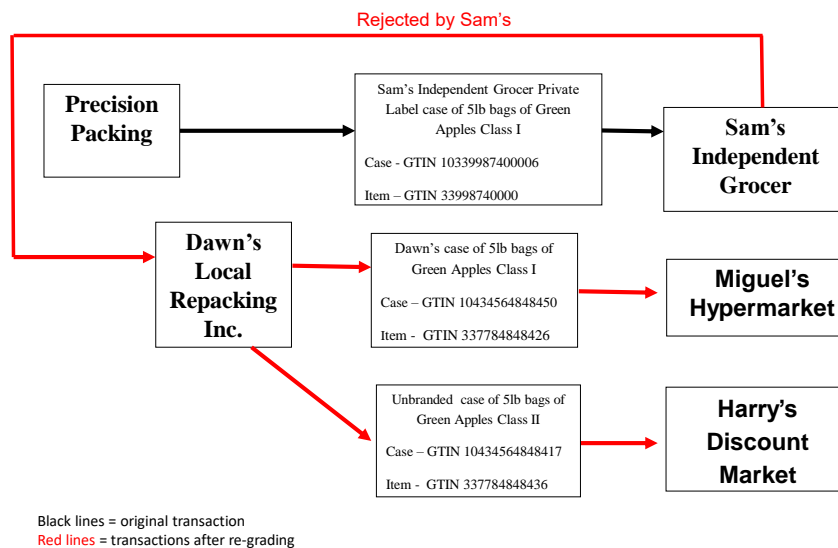 Rejected by Sam's
Precision
Packing
Sam's Independent Grocer Private
Label case of 5lb bags of Green
Apples Class I
Case - GTIN 10339987400006
Item – GTIN 33998740000
Sam's
Independent
Grocer
Dawn's
Local
Repacking
Inc.
Dawn's case of 5lb bags of
Green Apples Class I
Case – GTIN 10434564848450
Item -  GTIN 337784848426
Miguel's
Hypermarket
Unbranded  case of 5lb bags of
Green Apples Class II
Case – GTIN 10434564848417
Item -  GTIN 337784848436
Harry's
Discount
Market
Black lines = original transaction
Red lines = transactions after re-grading